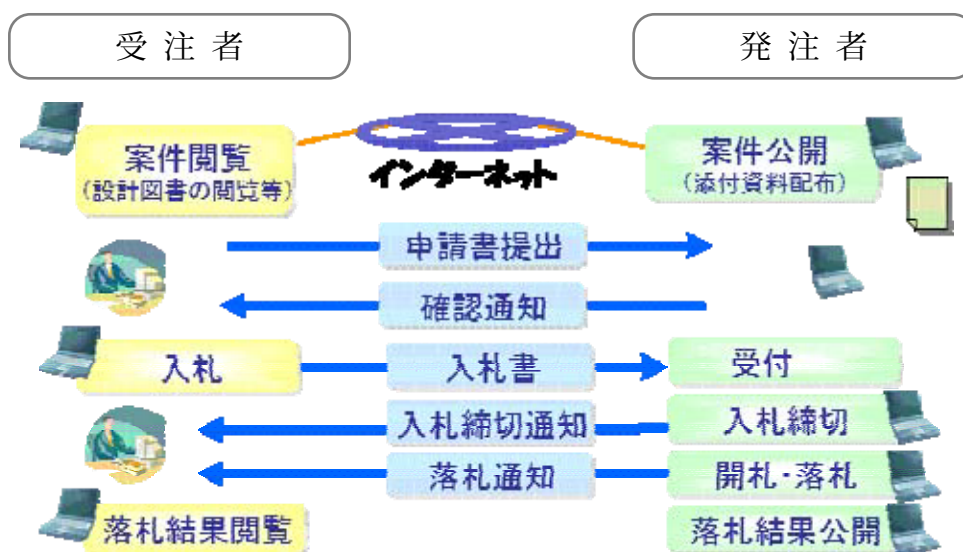 受注者
発注者
案件閲覧
(設計図書の閲覧等)
インターネット
案件公開
(添付資料配布)
申請書提出
確認通知
入札
入札書
受付
入札締切通知
入札締切
落札通知
開札・落札
落札結果閲覧
落札結果公開